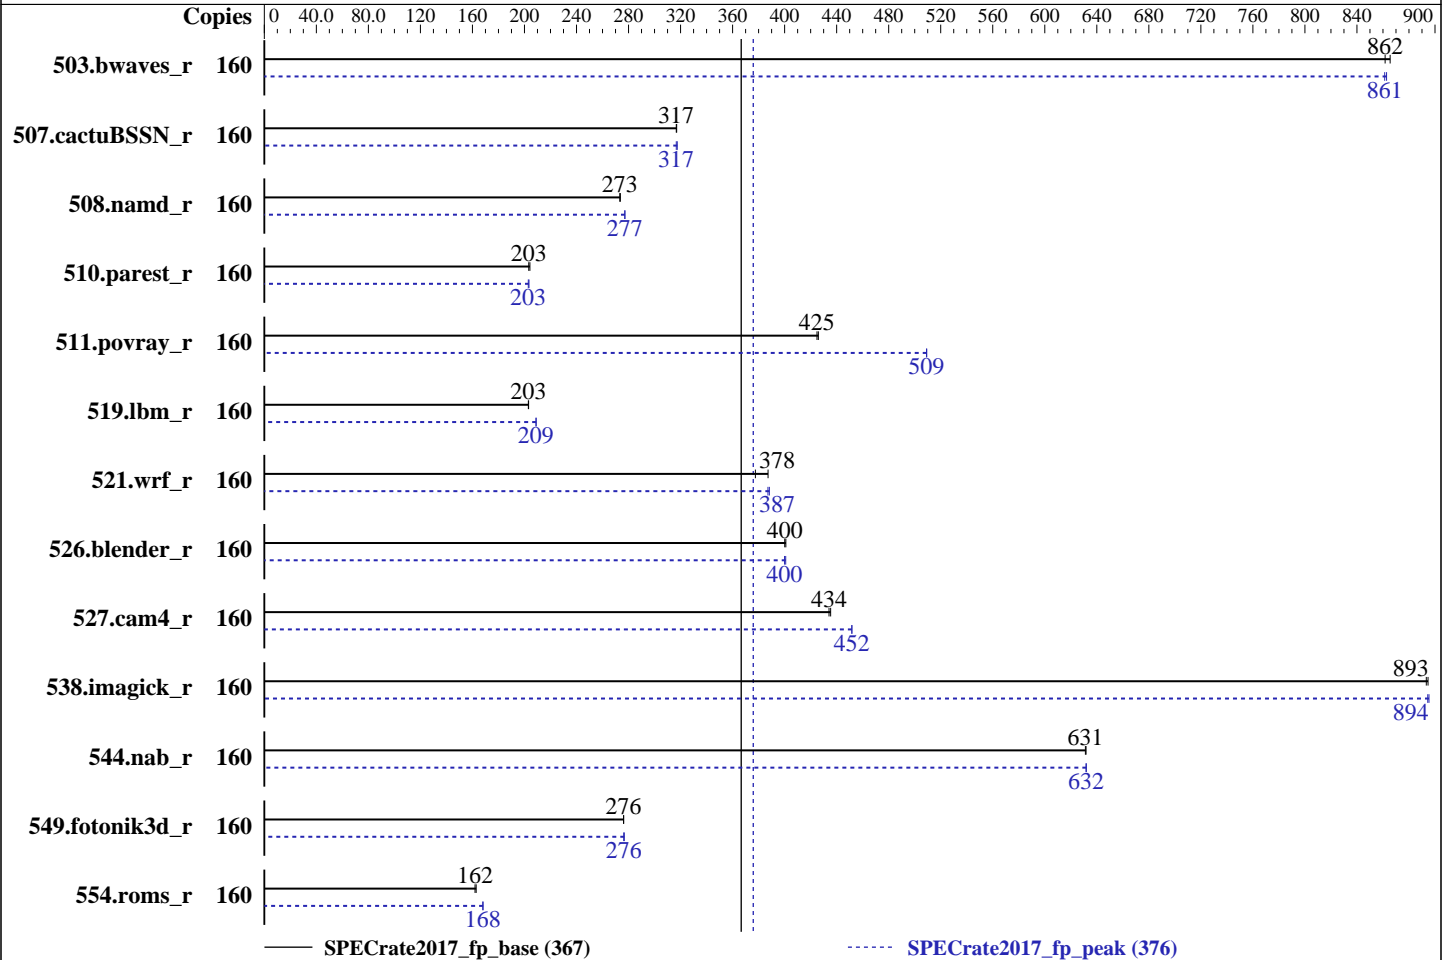 Copies 0 40.0 80.0 120 160 200 240 280 320 360 400 440 480 520 560 600 640 680 720 760 800 840 900
862
503.bwaves_r 160
861
317
507.cactuBSSN_r 160
317
273
508.namd_r 160
277
203
510.parest_r 160
203
425
511.povray_r 160
509
203
519.lbm_r 160
209
378
521.wrf_r 160
387
400
526.blender_r 160
400
434
527.cam4_r 160
452
893
538.imagick_r 160
894
631
544.nab_r 160
632
276
549.fotonik3d_r 160
276
162
554.roms_r 160
168
SPECrate2017_fp_base (367) SPECrate2017_fp_peak (376)